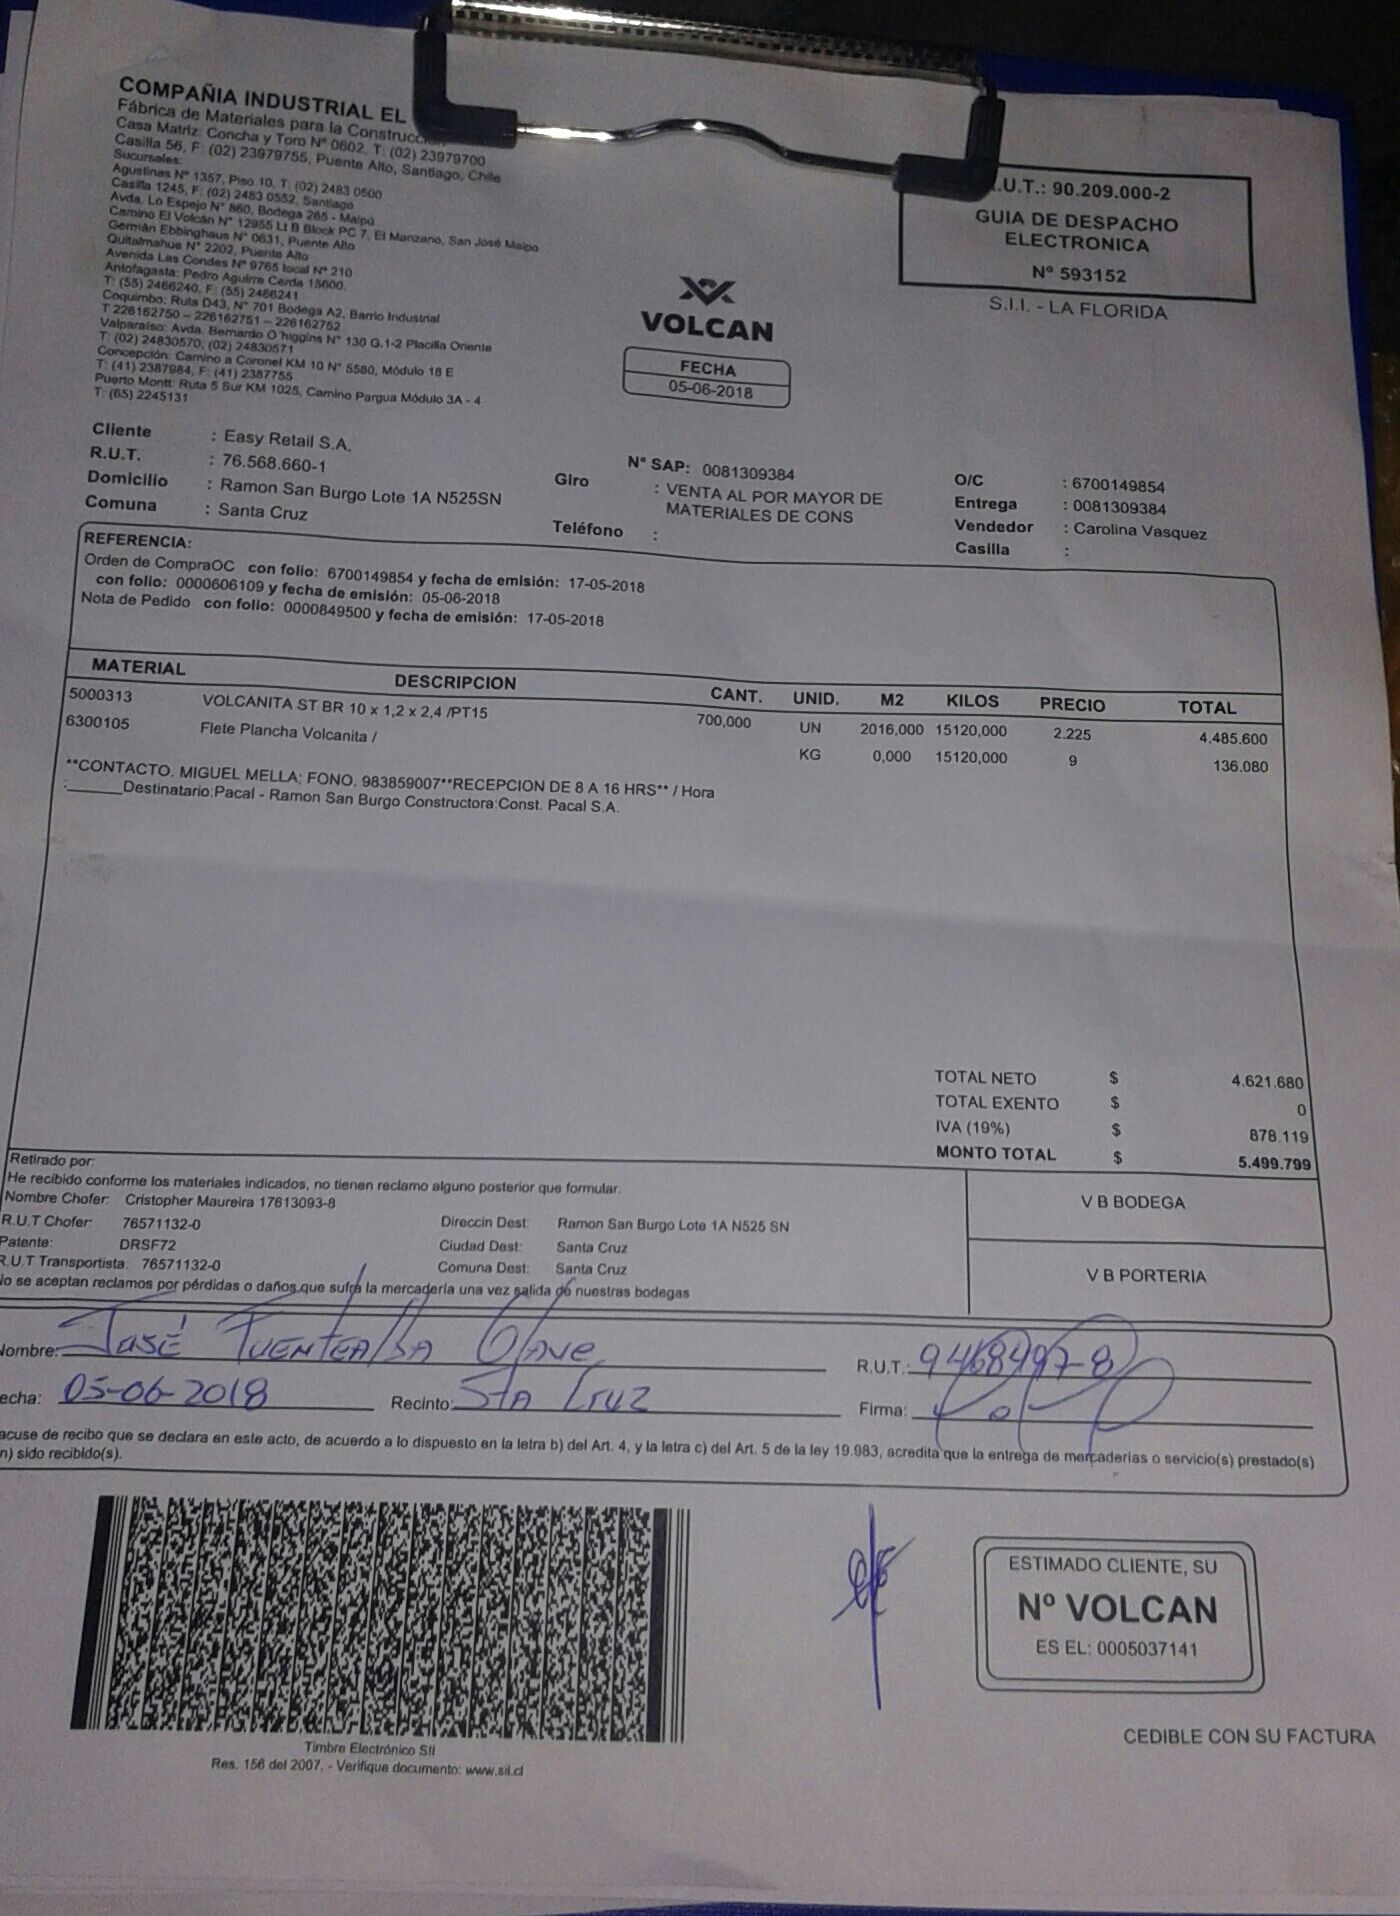 COMPAÑIA INDUSTRIAL EL
Fábrica de Materiales para la Construcci
Casa Matriz: Concha y Toro Nº 0602, T: (02) 23979700
Casilla 56, F: (02) 23979755, Puente Alto, Santiago, Chile
Sucursales:
Agustinas Nº 1357, Piso 10, T: (02) 2483 0500
Casilla 1245, F: (02) 2483 0552, Santiago
Avda. Lo Espejo N° 860, Bodega 265 - Maipú
Camino El Volcán N° 12955 Lt B Block PC 7, El Manzano, San José Maipo
Germán Ebbinghaus N° 0631, Puente Alto
Quitalmahue N° 2202, Puente Alto
Avenida Las Condes N° 9765 local N° 210
Antofagasta: Pedro Aguirre Cerda 15600,
T: (55) 2466240, F: (55) 2466241
Coquimbo: Ruta D43, N° 701 Bodega A2, Barrio Industrial
T 226162750 – 226162751 – 226162752
Valparaíso: Avda. Bernardo O´higgins N° 130 G.1-2 Placilla Oriente
T: (02) 24830570, (02) 24830571
Concepción: Camino a Coronel KM 10 N° 5580, Módulo 18 E
T: (41) 2387984, F: (41) 2387755
Puerto Montt: Ruta 5 Sur KM 1025, Camino Pargua Módulo 3A - 4
T: (65) 2245131
VOLCAN
FECHA
05-06-2018
.U.T.: 90.209.000-2
GUIA DE DESPACHO
ELECTRONICA
Nº 593152
S.I.I. - LA FLORIDA
Cliente : Easy Retail S.A.
R.U.T. : 76.568.660-1
Domicilio : Ramon San Burgo Lote 1A N525SN
Comuna : Santa Cruz
N° SAP: 0081309384
Giro : VENTA AL POR MAYOR DE
MATERIALES DE CONS
Teléfono :
O/C : 6700149854
Entrega : 0081309384
Vendedor : Carolina Vasquez
Casilla :
REFERENCIA:
Orden de CompraOC con folio: 6700149854 y fecha de emisión: 17-05-2018
con folio: 0000606109 y fecha de emisión: 05-06-2018
Nota de Pedido con folio: 0000849500 y fecha de emisión: 17-05-2018
MATERIAL DESCRIPCION CANT. UNID. M2 KILOS PRECIO TOTAL
5000313 VOLCANITA ST BR 10 x 1,2 x 2,4 /PT15 700,000 UN 2016,000 15120,000 2.225 4.485.600
6300105 Flete Plancha Volcanita / KG 0,000 15120,000 9 136.080
**CONTACTO. MIGUEL MELLA; FONO. 983859007**RECEPCION DE 8 A 16 HRS** / Hora
:______Destinatario:Pacal - Ramon San Burgo Constructora:Const. Pacal S.A.
TOTAL NETO $ 4.621.680
TOTAL EXENTO $ 0
IVA (19%) $ 878.119
MONTO TOTAL $ 5.499.799
Retirado por:
He recibido conforme los materiales indicados, no tienen reclamo alguno posterior que formular.
Nombre Chofer: Cristopher Maureira 17613093-8
R.U.T Chofer: 76571132-0 Direccin Dest: Ramon San Burgo Lote 1A N525 SN
Patente: DRSF72 Ciudad Dest: Santa Cruz
R.U.T Transportista: 76571132-0 Comuna Dest: Santa Cruz
No se aceptan reclamos por pérdidas o daños que sufra la mercadería una vez salida de nuestras bodegas
V B BODEGA
V B PORTERIA
Nombre: José Fuentealba Olave R.U.T.: 9468497-8
echa: 05-06-2018 Recinto: Sta Cruz Firma:
acuse de recibo que se declara en este acto, de acuerdo a lo dispuesto en la letra b) del Art. 4, y la letra c) del Art. 5 de la ley 19.983, acredita que la entrega de mercaderías o servicio(s) prestado(s)
n) sido recibido(s).
Timbre Electrónico SII
Res. 156 del 2007. - Verifique documento: www.sii.cl
ESTIMADO CLIENTE, SU
Nº VOLCAN
ES EL: 0005037141
CEDIBLE CON SU FACTURA